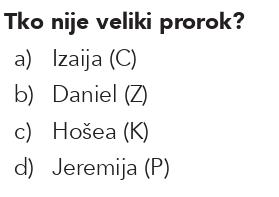 Tko nije veliki prorok?
a) Izaija (C)
b) Daniel (Z)
c) Hošea (K)
d) Jeremija (P)